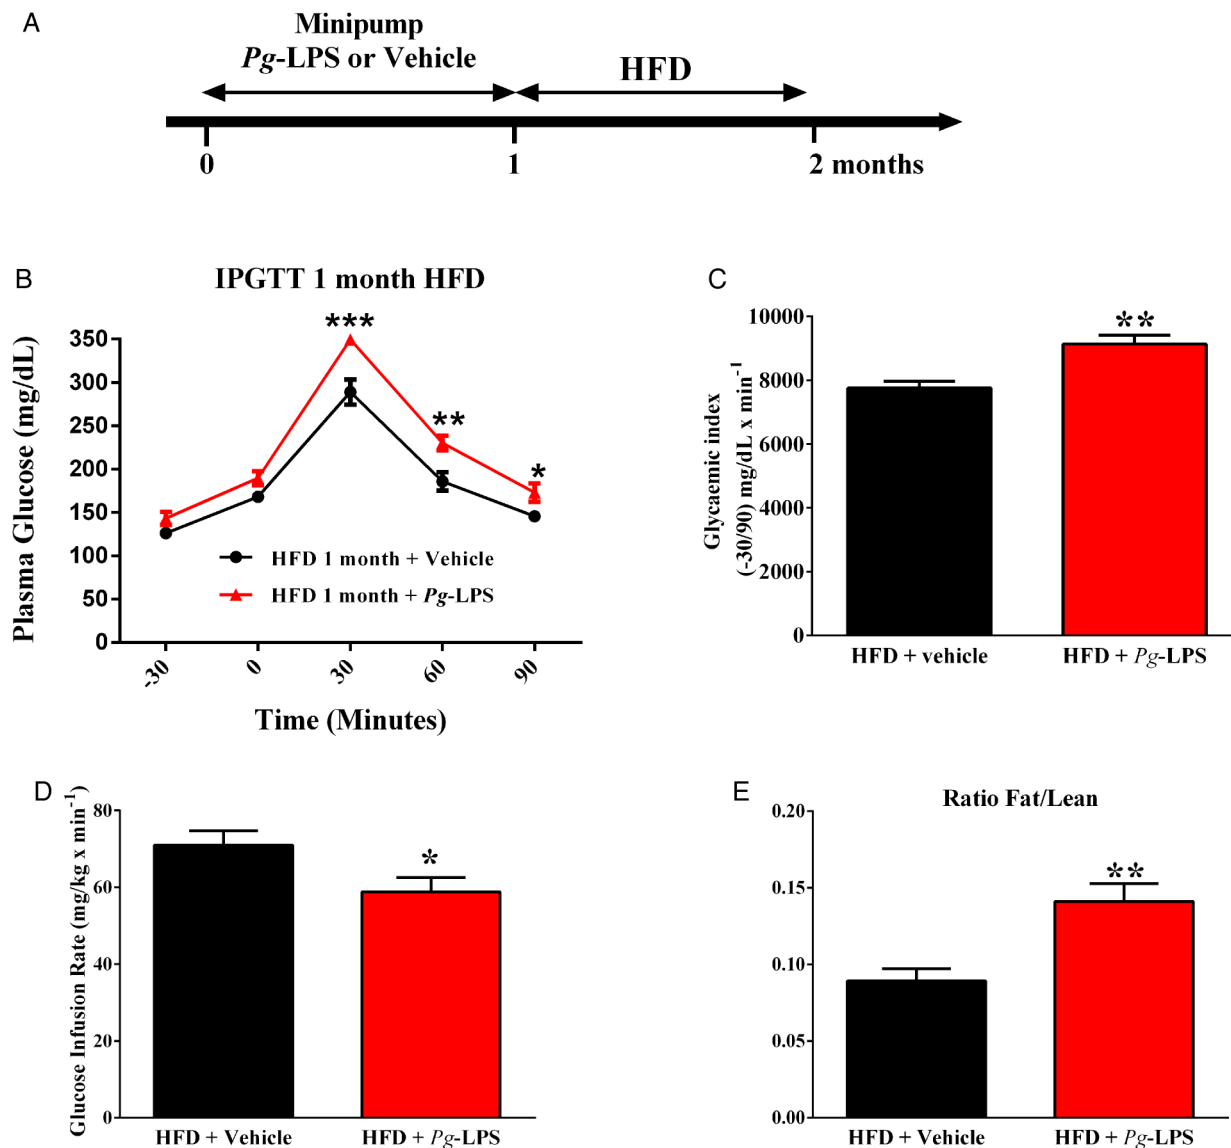 A
Minipump
Pg-LPS or Vehicle
HFD
0
1
2 months
B
IPGTT 1 month HFD
Plasma Glucose (mg/dL)
350
300
250
200
150
100
50
0
***
**
*
HFD 1 month + Vehicle
HFD 1 month + Pg-LPS
-30
0
30
60
90
Time (Minutes)
C
Glycaemic index
(-30/90) mg/dL x min-1
10000
8000
6000
4000
2000
0
**
HFD + vehicle
HFD + Pg-LPS
D
Glucose Infusion Rate (mg/kg x min-1)
80
60
40
20
0
*
HFD + Vehicle
HFD + Pg-LPS
E
Ratio Fat/Lean
0.20
0.15
0.10
0.05
0.00
**
HFD + Vehicle
HFD + Pg-LPS